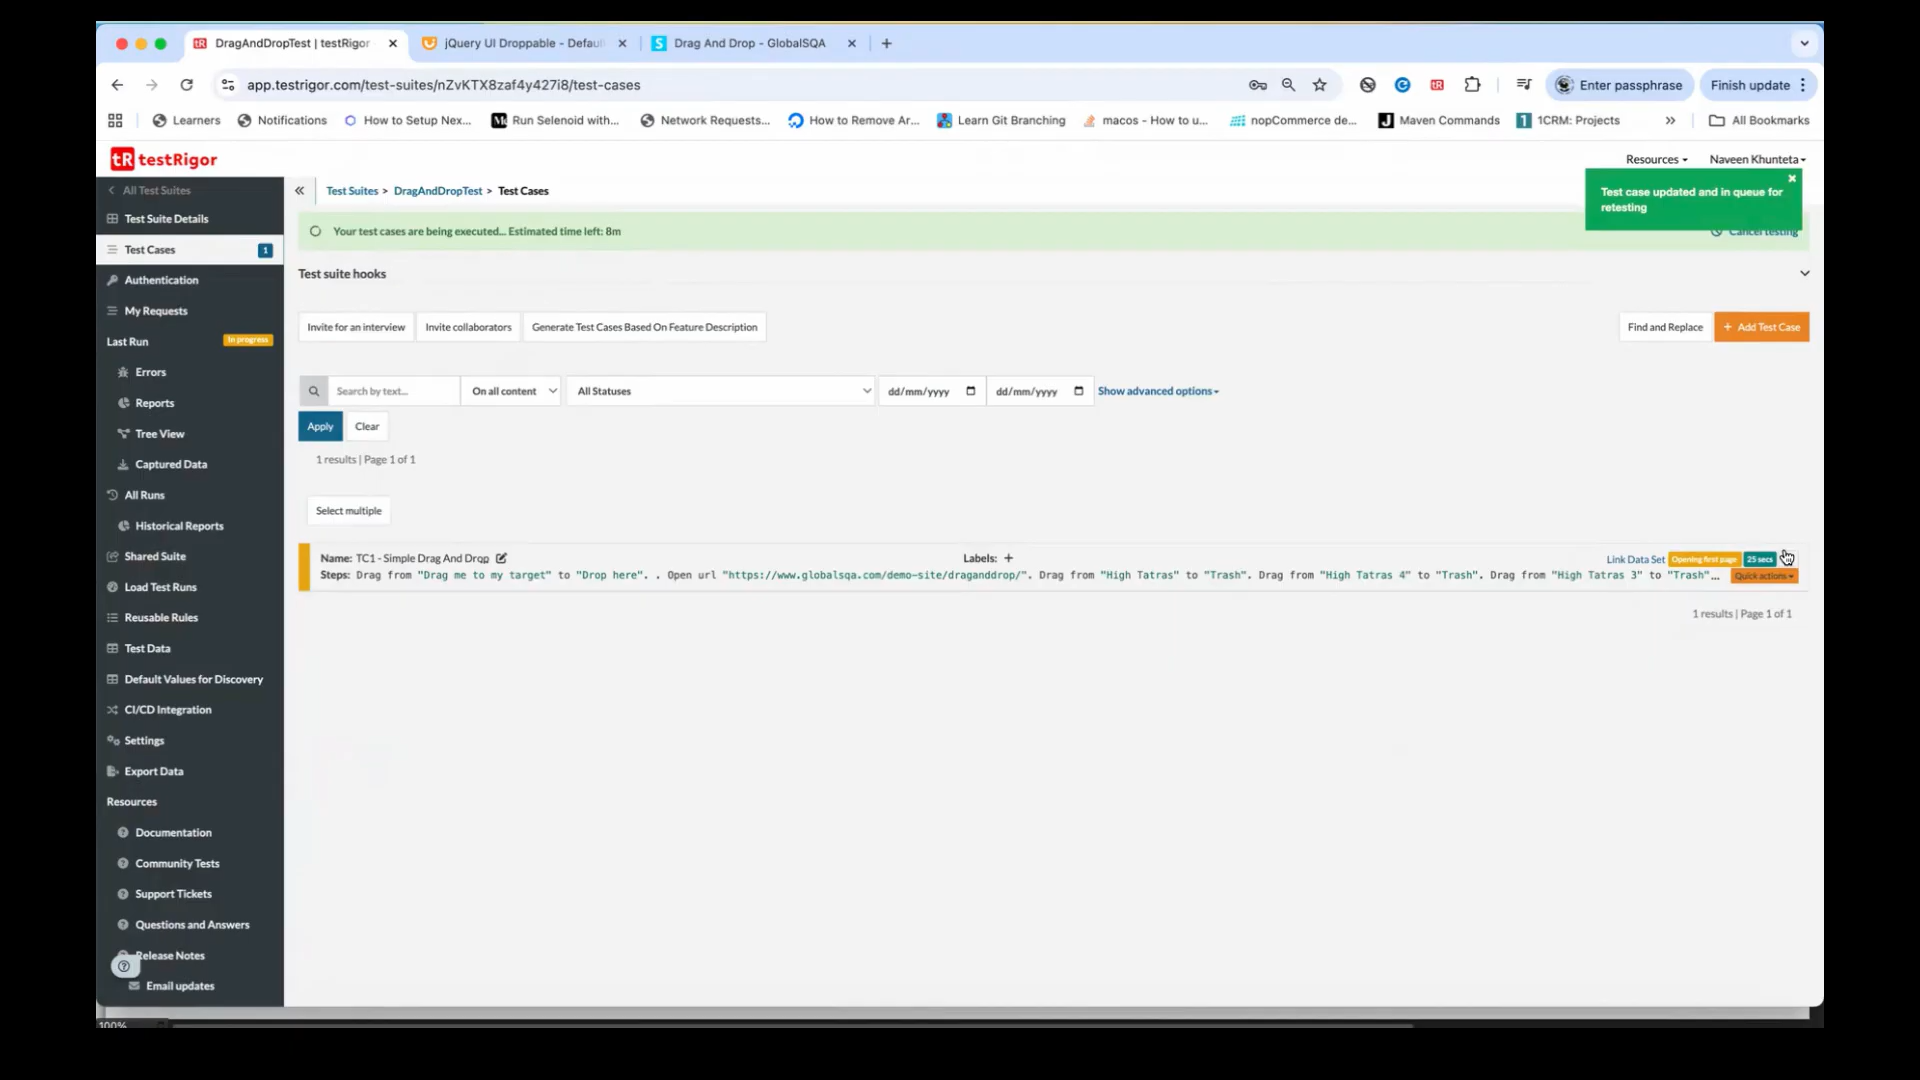 DragAndDropTest | testRigor
jQuery UI Droppable - Defaul
Drag And Drop - GlobalSQA
app.testrigor.com/test-suites/nZvKTX8zaf4y427i8/test-cases
Enter passphrase
Finish update
Learners
Notifications
How to Setup Nex...
Run Selenoid with...
Network Requests...
How to Remove Ar...
Learn Git Branching
macos - How to u...
nopCommerce de...
Maven Commands
1CRM: Projects
All Bookmarks
tR testRigor
Resources
Naveen Khunteta
All Test Suites
Test Suites > DragAndDropTest > Test Cases
Test case updated and in queue for
retesting
Test Suite Details
Your test cases are being executed... Estimated time left: 8m
Cancel testing
Test Cases 1
Test suite hooks
Authentication
My Requests
Invite for an interview
Invite collaborators
Generate Test Cases Based On Feature Description
Find and Replace
+ Add Test Case
Last Run In progress
Errors
Search by text...
On all content
All Statuses
dd/mm/yyyy
dd/mm/yyyy
Show advanced options
Reports
Apply
Clear
Tree View
1 results | Page 1 of 1
Captured Data
All Runs
Select multiple
Historical Reports
Shared Suite
Name: TC1 - Simple Drag And Drop
Labels: +
Link Data Set
Opening first page
25 secs
Steps: Drag from "Drag me to my target" to "Drop here". . Open url "https://www.globalsqa.com/demo-site/draganddrop/". Drag from "High Tatras" to "Trash". Drag from "High Tatras 4" to "Trash". Drag from "High Tatras 3" to "Trash"...
Quick actions
Load Test Runs
1 results | Page 1 of 1
Reusable Rules
Test Data
Default Values for Discovery
CI/CD Integration
Settings
Export Data
Resources
Documentation
Community Tests
Support Tickets
Questions and Answers
Release Notes
Email updates
100%